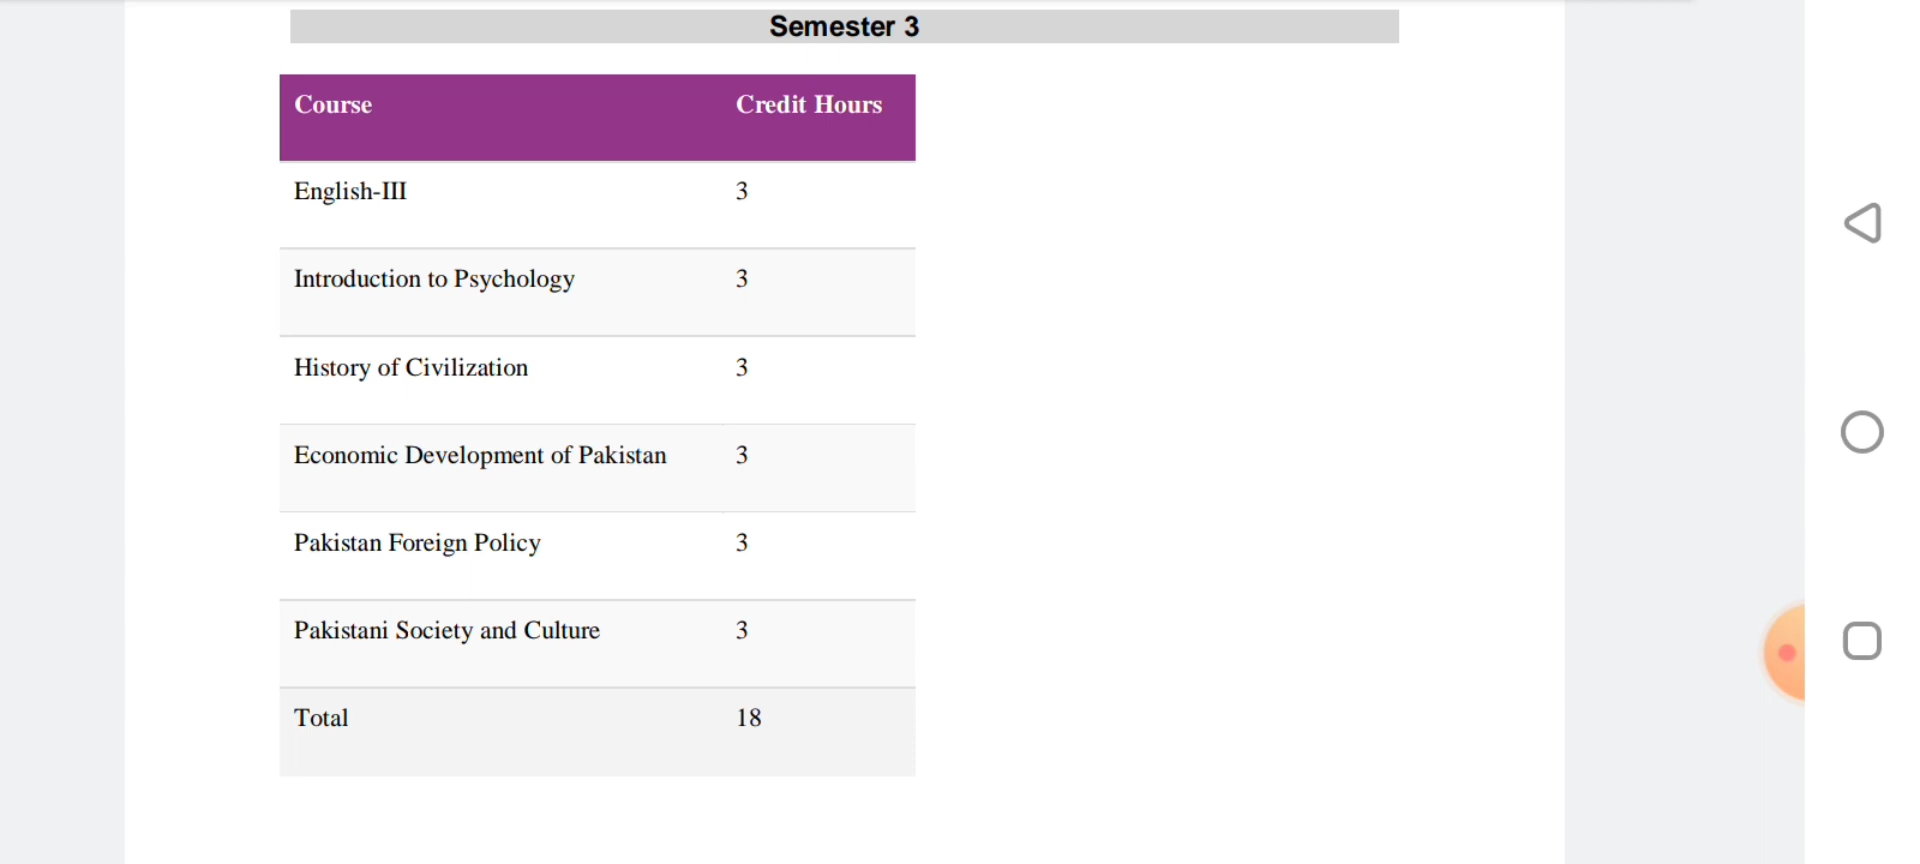 Semester 3
Course Credit Hours
English-III 3
Introduction to Psychology 3
History of Civilization 3
Economic Development of Pakistan 3
Pakistan Foreign Policy 3
Pakistani Society and Culture 3
Total 18